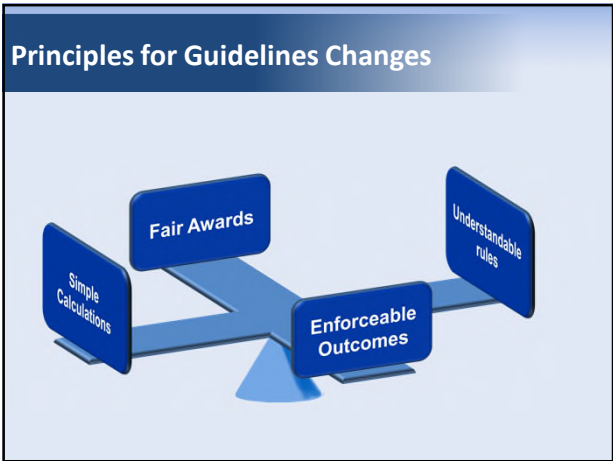 Principles for Guidelines Changes
Fair Awards
Understandable
rules
Simple
Calculations
Enforceable
Outcomes